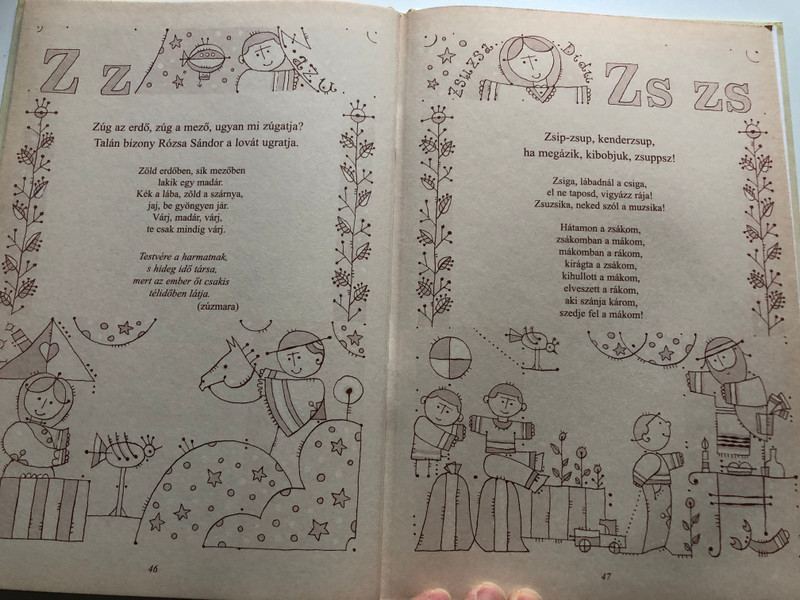 Z z
Názu
Zúg az erdő, zúg a mező, ugyan mi zúgatja?
Talán bizony Rózsa Sándor a lovát ugratja.
Zöld erdőben, sík mezőben
lakik egy madár.
Kék a lába, zöld a szárnya,
jaj, be gyöngyen jár.
Várj, madár, várj,
te csak mindig várj.
Testvére a harmatnak,
s hideg idő társa,
mert az ember őt csakis
télidőben látja.
(zúzmara)
46
Zsuzsa Didu
Zs zs
Zsip-zsup, kenderzsup,
ha megázik, kibobjuk, zsuppsz!
Zsiga, lábadnál a csiga,
el ne taposd, vigyázz rája!
Zsuzsika, neked szól a muzsika!
Hátamon a zsákom,
zsákomban a mákom,
mákomban a rákom,
kirágta a zsákom,
kihullott a mákom,
elveszett a rákom,
aki szánja károm,
szedje fel a mákom!
47